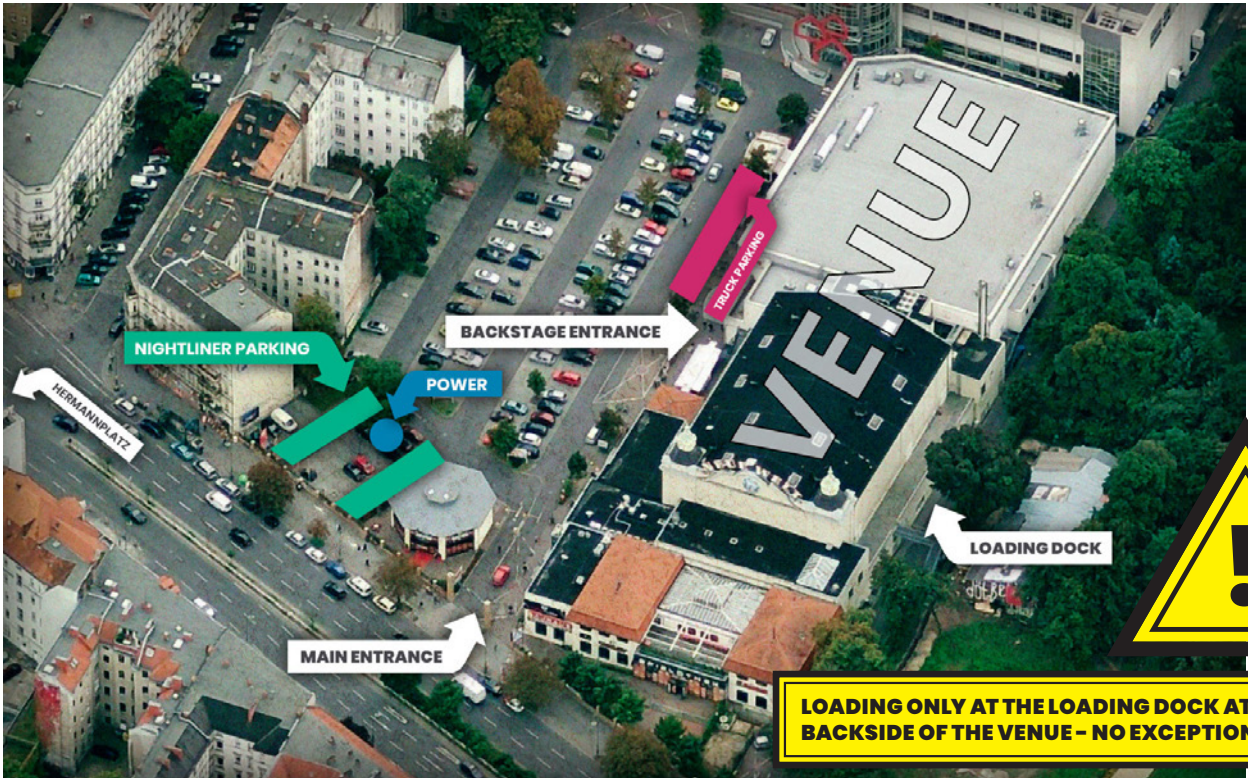 VENUE
TRUCK PARKING
BACKSTAGE ENTRANCE
NIGHTLINER PARKING
POWER
HERMANNPLATZ
LOADING DOCK
MAIN ENTRANCE
!
LOADING ONLY AT THE LOADING DOCK AT
BACKSIDE OF THE VENUE - NO EXCEPTION